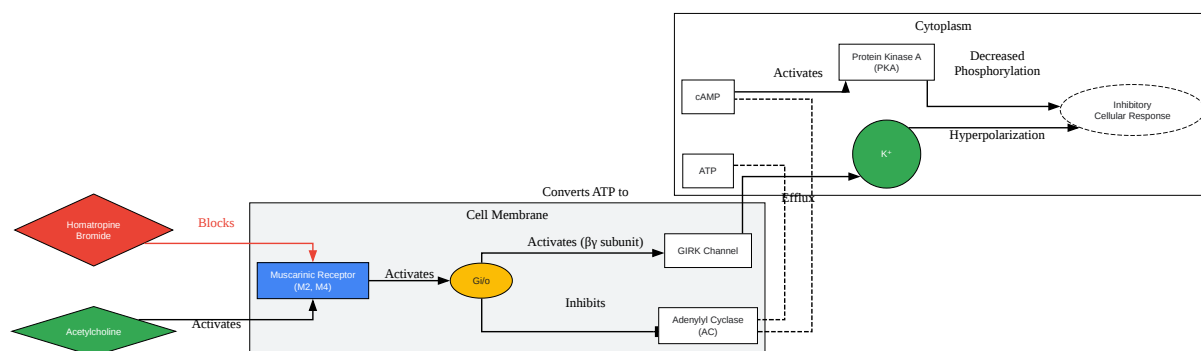 Cytoplasm
Protein Kinase A
(PKA)
Decreased
Phosphorylation
Activates
cAMP
Inhibitory
Cellular Response
Hyperpolarization
K⁺
ATP
Efflux
Converts ATP to
Cell Membrane
Homatropine
Bromide
Blocks
Activates (βγ subunit)
GIRK Channel
Muscarinic Receptor
(M2, M4)
Activates
Gi/o
Inhibits
Adenylyl Cyclase
(AC)
Acetylcholine
Activates